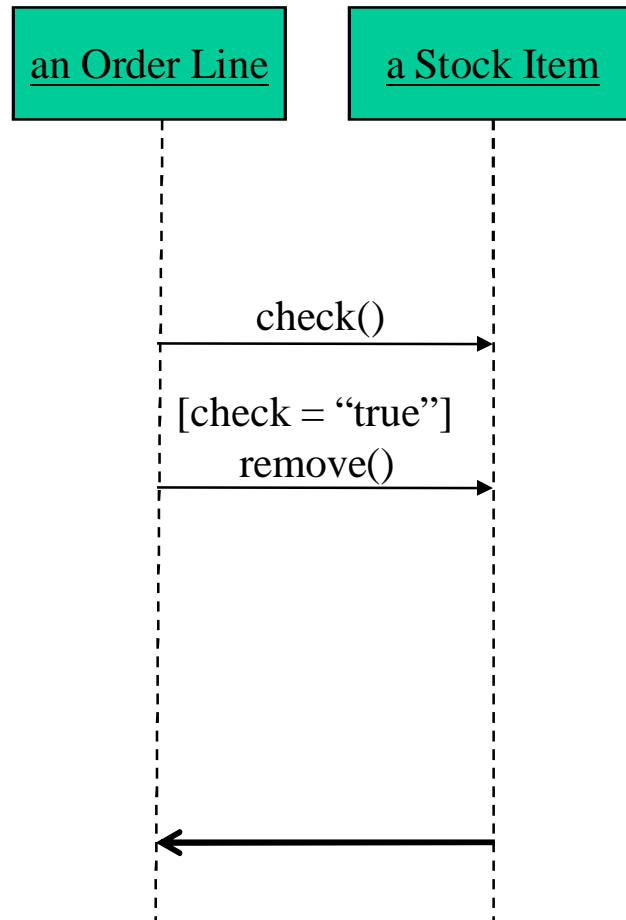 an Order Line
a Stock Item
check()
[check = “true”]
remove()